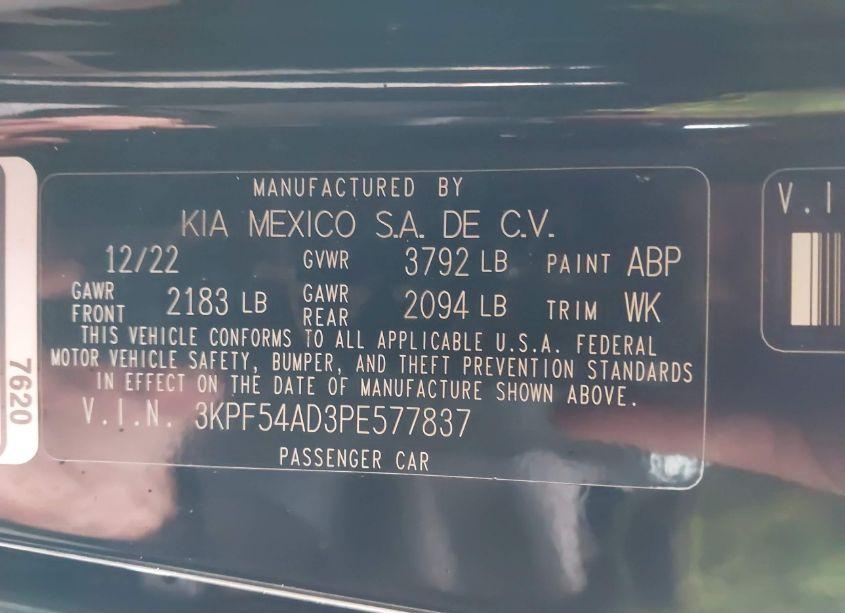 MANUFACTURED BY
KIA MEXICO S.A. DE C.V.
12/22 GVWR 3792 LB PAINT ABP
GAWR FRONT 2183 LB GAWR REAR 2094 LB TRIM WK
THIS VEHICLE CONFORMS TO ALL APPLICABLE U.S.A. FEDERAL
MOTOR VEHICLE SAFETY, BUMPER, AND THEFT PREVENTION STANDARDS
IN EFFECT ON THE DATE OF MANUFACTURE SHOWN ABOVE.
V.I.N. 3KPF54AD3PE577837
PASSENGER CAR
7620
V.I